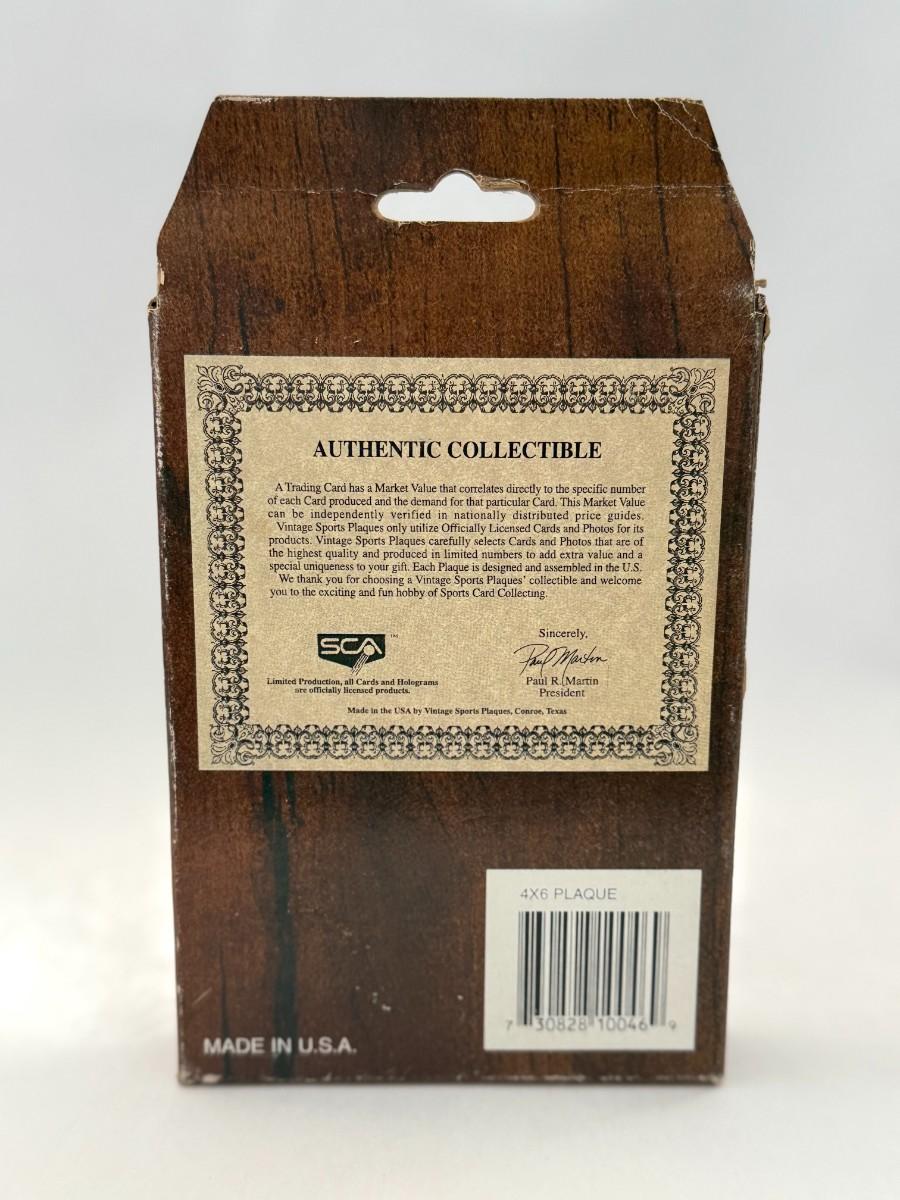 AUTHENTIC COLLECTIBLE
A Trading Card has a Market Value that correlates directly to the specific number
of each Card produced and the demand for that particular Card. This Market Value
can be independently verified in nationally distributed price guides.
Vintage Sports Plaques only utilize Officially Licensed Cards and Photos for its
products. Vintage Sports Plaques carefully selects Cards and Photos that are of
the highest quality and produced in limited numbers to add extra value and a
special uniqueness to your gift. Each Plaque is designed and assembled in the U.S.
We thank you for choosing a Vintage Sports Plaques' collectible and welcome
you to the exciting and fun hobby of Sports Card Collecting.
SCA™
Limited Production, all Cards and Holograms
are officially licensed products.
Sincerely,
Paul Martin
Paul R. Martin
President
Made in the USA by Vintage Sports Plaques, Conroe, Texas
4X6 PLAQUE
7 30828 10046 9
MADE IN U.S.A.